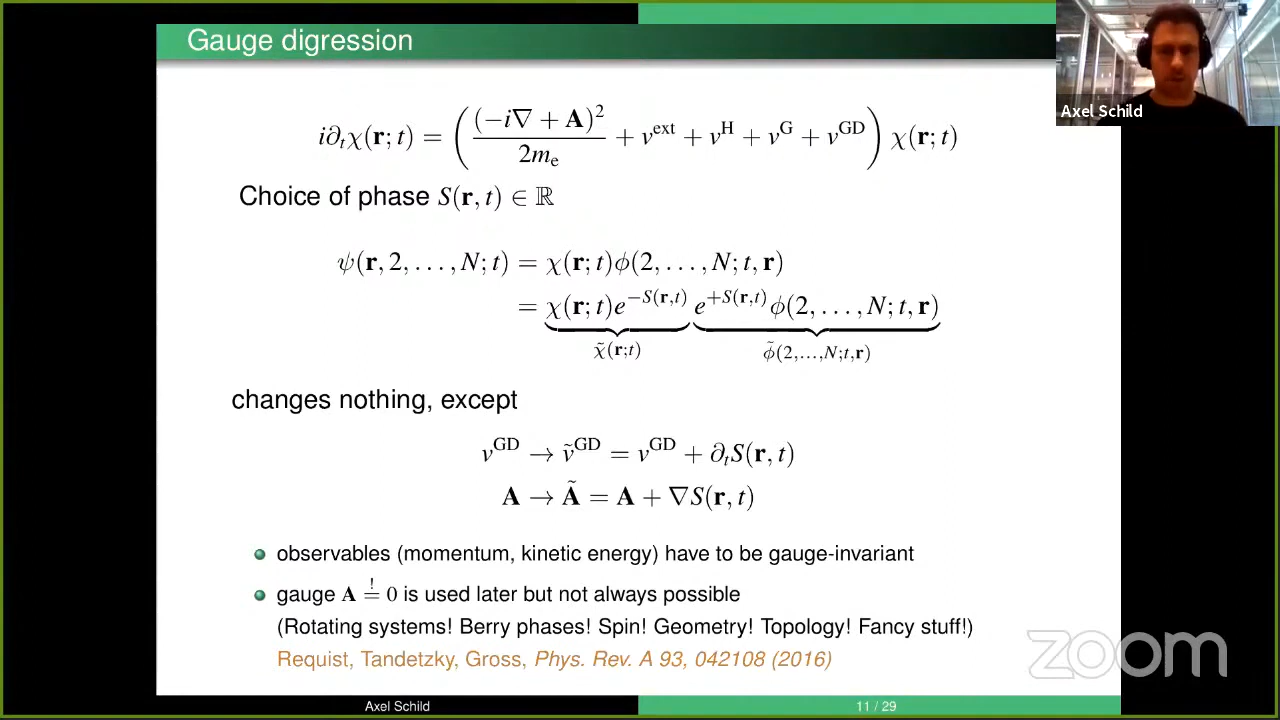 Gauge digression
Axel Schild
i∂ₜχ(r; t) = ( (−i∇ + A)² / 2mₑ + v^ext + v^H + v^G + v^GD ) χ(r; t)
Choice of phase S(r, t) ∈ ℝ
ψ(r, 2, . . . , N; t) = χ(r; t)φ(2, . . . , N; t, r)
= χ(r; t)e^{−S(r,t)} e^{+S(r,t)}φ(2, . . . , N; t, r)
χ̃(r;t) φ̃(2,...,N;t,r)
changes nothing, except
v^GD → ṽ^GD = v^GD + ∂ₜS(r, t)
A → Ã = A + ∇S(r, t)
observables (momentum, kinetic energy) have to be gauge-invariant
gauge A =! 0 is used later but not always possible
(Rotating systems! Berry phases! Spin! Geometry! Topology! Fancy stuff!)
Requist, Tandetzky, Gross, Phys. Rev. A 93, 042108 (2016)
zoom
Axel Schild
11 / 29